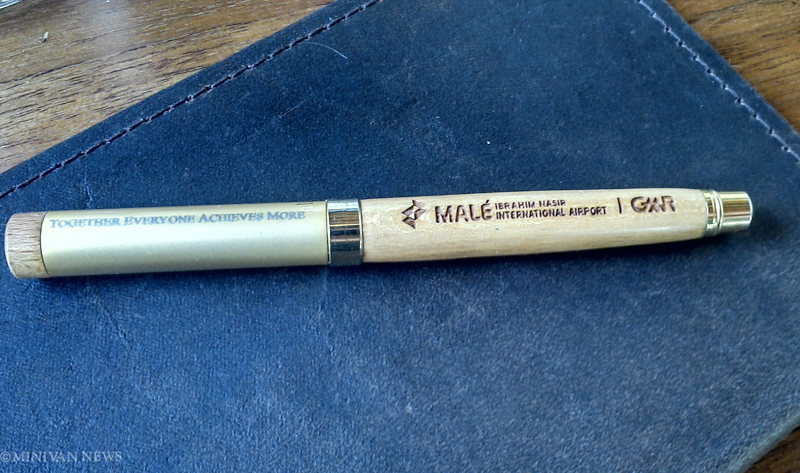 TOGETHER EVERYONE ACHIEVES MORE
MALÉ IBRAHIM NASIR
INTERNATIONAL AIRPORT | GMR
©MINIVAN NEWS